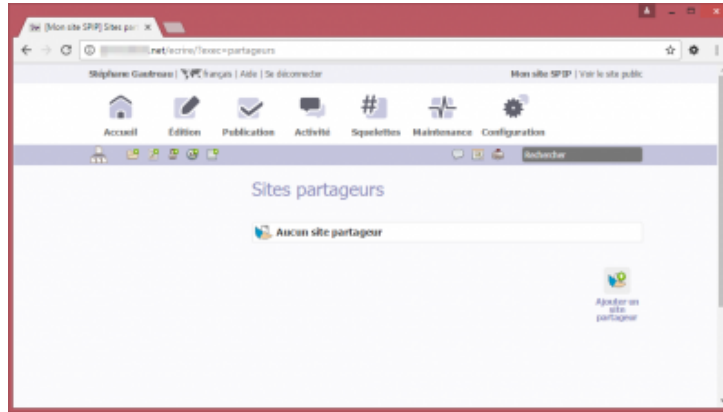 [Mon site SPIP] Sites par
.net/ecrire/?exec=partageurs
Stéphane Gautreau | français | Aide | Se déconnecter
Mon site SPIP | Voir le site public
Accueil Édition Publication Activité Squelettes Maintenance Configuration
Rechercher
Sites partageurs
Aucun site partageur
Ajouter un
site
partageur